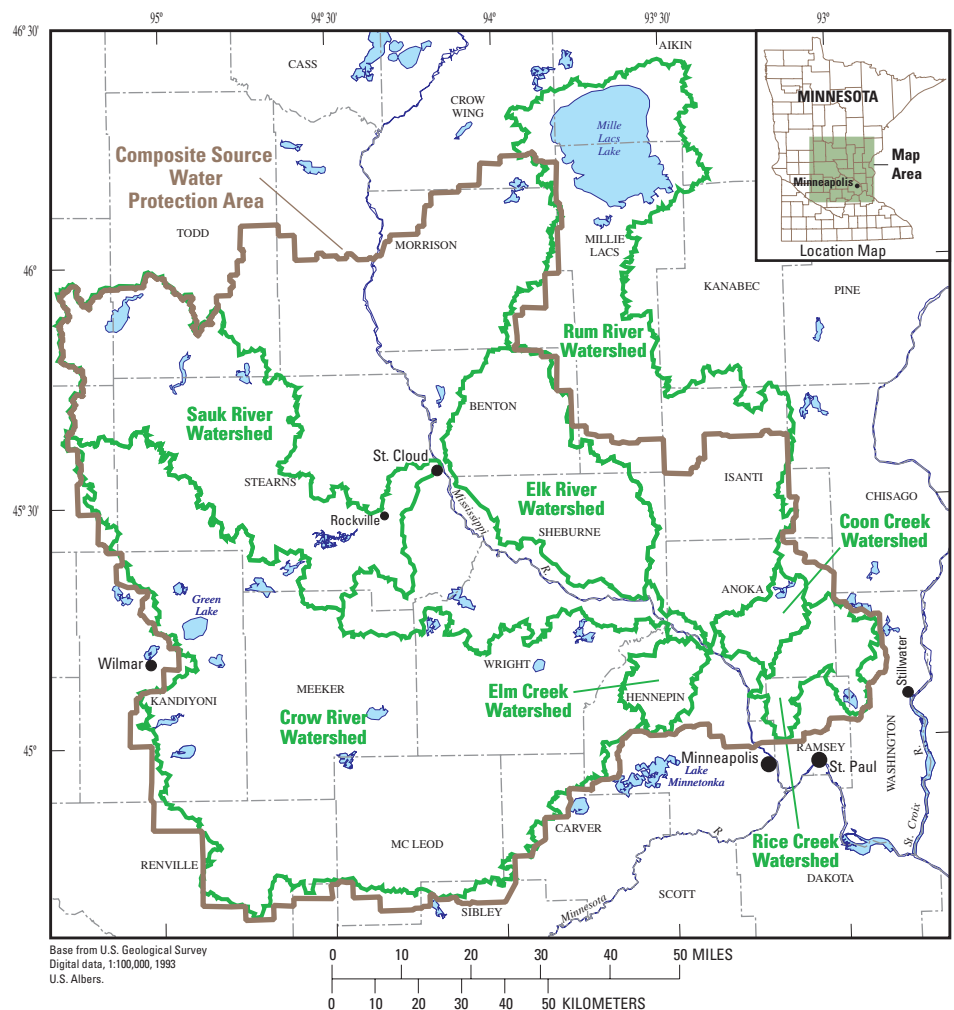 95°
94° 30'
94°
93° 30'
93°
46° 30'
46°
45° 30'
45°
CASS
AIKIN
CROW
WING
Mille
Lacs
Lake
MINNESOTA
Map
Area
Minneapolis
Location Map
Composite Source
Water
Protection Area
TODD
MORRISON
MILLIE
LACS
KANABEC
PINE
Rum River
Watershed
BENTON
Sauk River
Watershed
St. Cloud
STEARNS
Rockville
Mississippi
R.
Elk River
Watershed
SHEBURNE
ISANTI
CHISAGO
Coon Creek
Watershed
ANOKA
Green
Lake
Wilmar
KANDIYONI
MEEKER
WRIGHT
Elm Creek
Watershed
HENNEPIN
Stillwater
Crow River
Watershed
Minneapolis
Lake
Minnetonka
RAMSEY
St. Paul
WASHINGTON
St. Croix
R.
CARVER
MC LEOD
RENVILLE
Rice Creek
Watershed
DAKOTA
SCOTT
Minnesota
R.
SIBLEY
Base from U.S. Geological Survey
Digital data, 1:100,000, 1993
U.S. Albers.
0 10 20 30 40 50 MILES
0 10 20 30 40 50 KILOMETERS